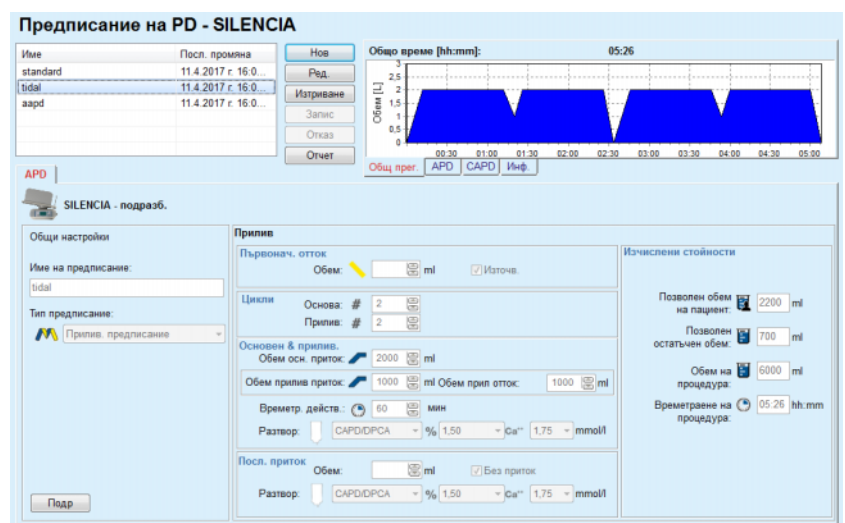 Предписание на PD - SILENCIA
Име Посл. промяна
standard 11.4.2017 г. 16:0...
tidal 11.4.2017 г. 16:0...
aapd 11.4.2017 г. 16:0...
Нов
Ред.
Изтриване
Запис
Отказ
Отчет
Общо време [hh:mm]: 05:26
Обем [L]
3
2,5
2
1,5
1
0,5
0
00:30 01:00 01:30 02:00 02:30 03:00 03:30 04:00 04:30 05:00
Общ прег. APD CAPD Инф.
APD
SILENCIA - подразб.
Общи настройки
Име на предписание:
tidal
Тип предписание:
Прилив. предписание
Подр
Прилив
Първонач. отток
Обем: ml Източв.
Цикли
Основа: # 2
Прилив: # 2
Основен & прилив.
Обем осн. приток: 2000 ml
Обем прилив приток: 1000 ml Обем прил отток: 1000 ml
Времетр. действ.: 60 мин
Разтвор: CAPD/DPCA % 1,50 Ca⁺⁺ 1,75 mmol/l
Посл. приток
Обем: ml Без приток
Разтвор: CAPD/DPCA % 1,50 Ca⁺⁺ 1,75 mmol/l
Изчислени стойности
Позволен обем
на пациент: 2200 ml
Позволен
остатъчен обем: 700 ml
Обем на
процедура: 6000 ml
Времетраене на
процедура: 05:26 hh:mm